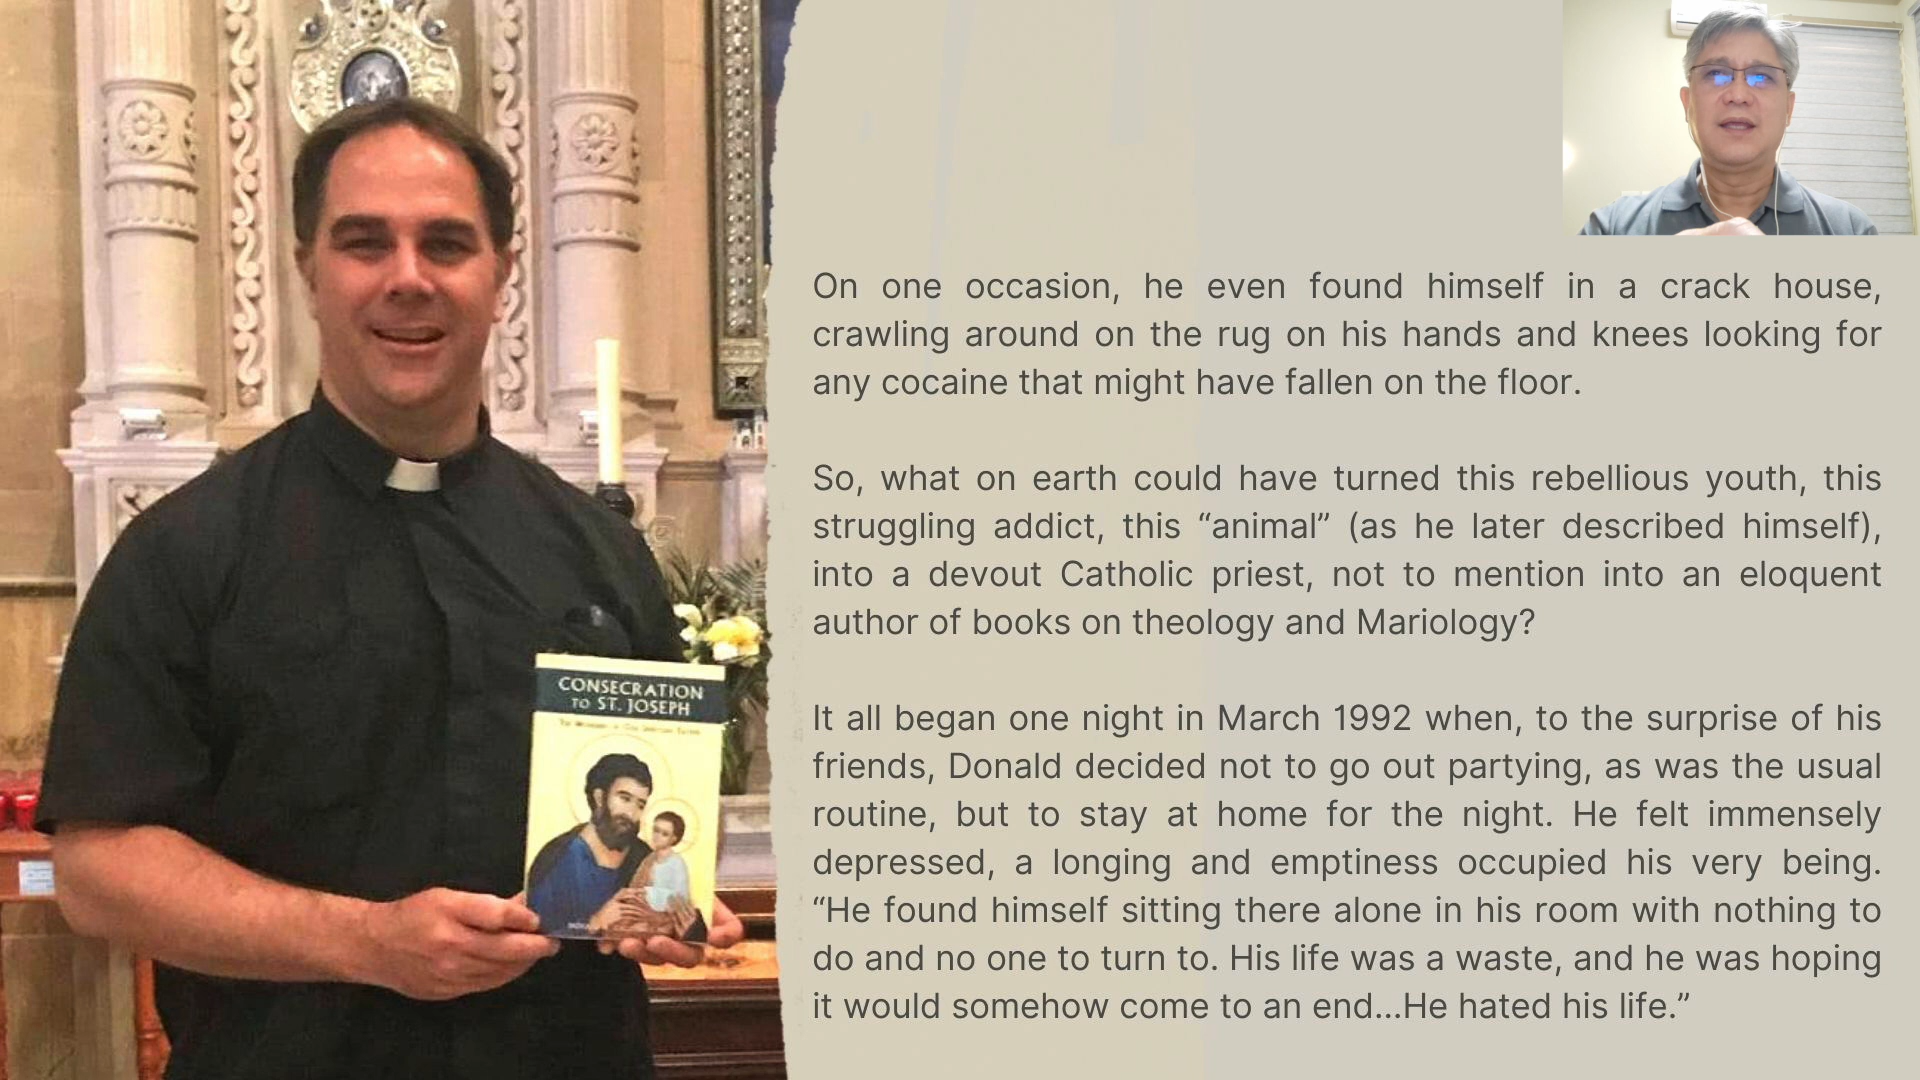 On one occasion, he even found himself in a crack house,
crawling around on the rug on his hands and knees looking for
any cocaine that might have fallen on the floor.
So, what on earth could have turned this rebellious youth, this
struggling addict, this “animal” (as he later described himself),
into a devout Catholic priest, not to mention into an eloquent
author of books on theology and Mariology?
It all began one night in March 1992 when, to the surprise of his
friends, Donald decided not to go out partying, as was the usual
routine, but to stay at home for the night. He felt immensely
depressed, a longing and emptiness occupied his very being.
“He found himself sitting there alone in his room with nothing to
do and no one to turn to. His life was a waste, and he was hoping
it would somehow come to an end...He hated his life.”
CONSECRATION
TO ST. JOSEPH